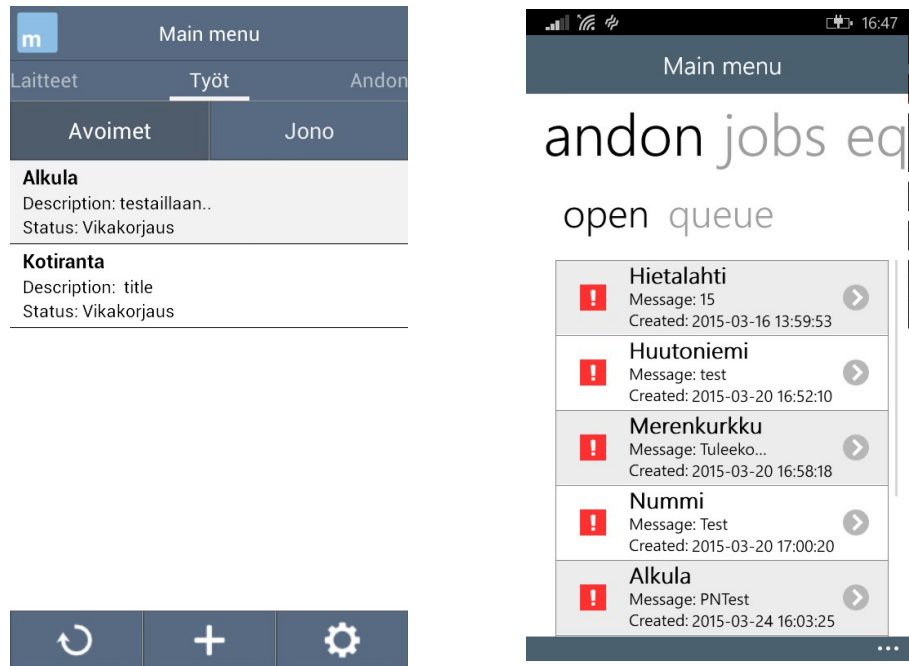 m
Main menu
Laitteet Työt Andon
Avoimet Jono
Alkula
Description: testaillaan..
Status: Vikakorjaus
Kotiranta
Description: title
Status: Vikakorjaus
16:47
Main menu
andon jobs eq
open queue
Hietalahti
Message: 15
Created: 2015-03-16 13:59:53
Huutoniemi
Message: test
Created: 2015-03-20 16:52:10
Merenkurkku
Message: Tuleeko...
Created: 2015-03-20 16:58:18
Nummi
Message: Test
Created: 2015-03-20 17:00:20
Alkula
Message: PNTest
Created: 2015-03-24 16:03:25